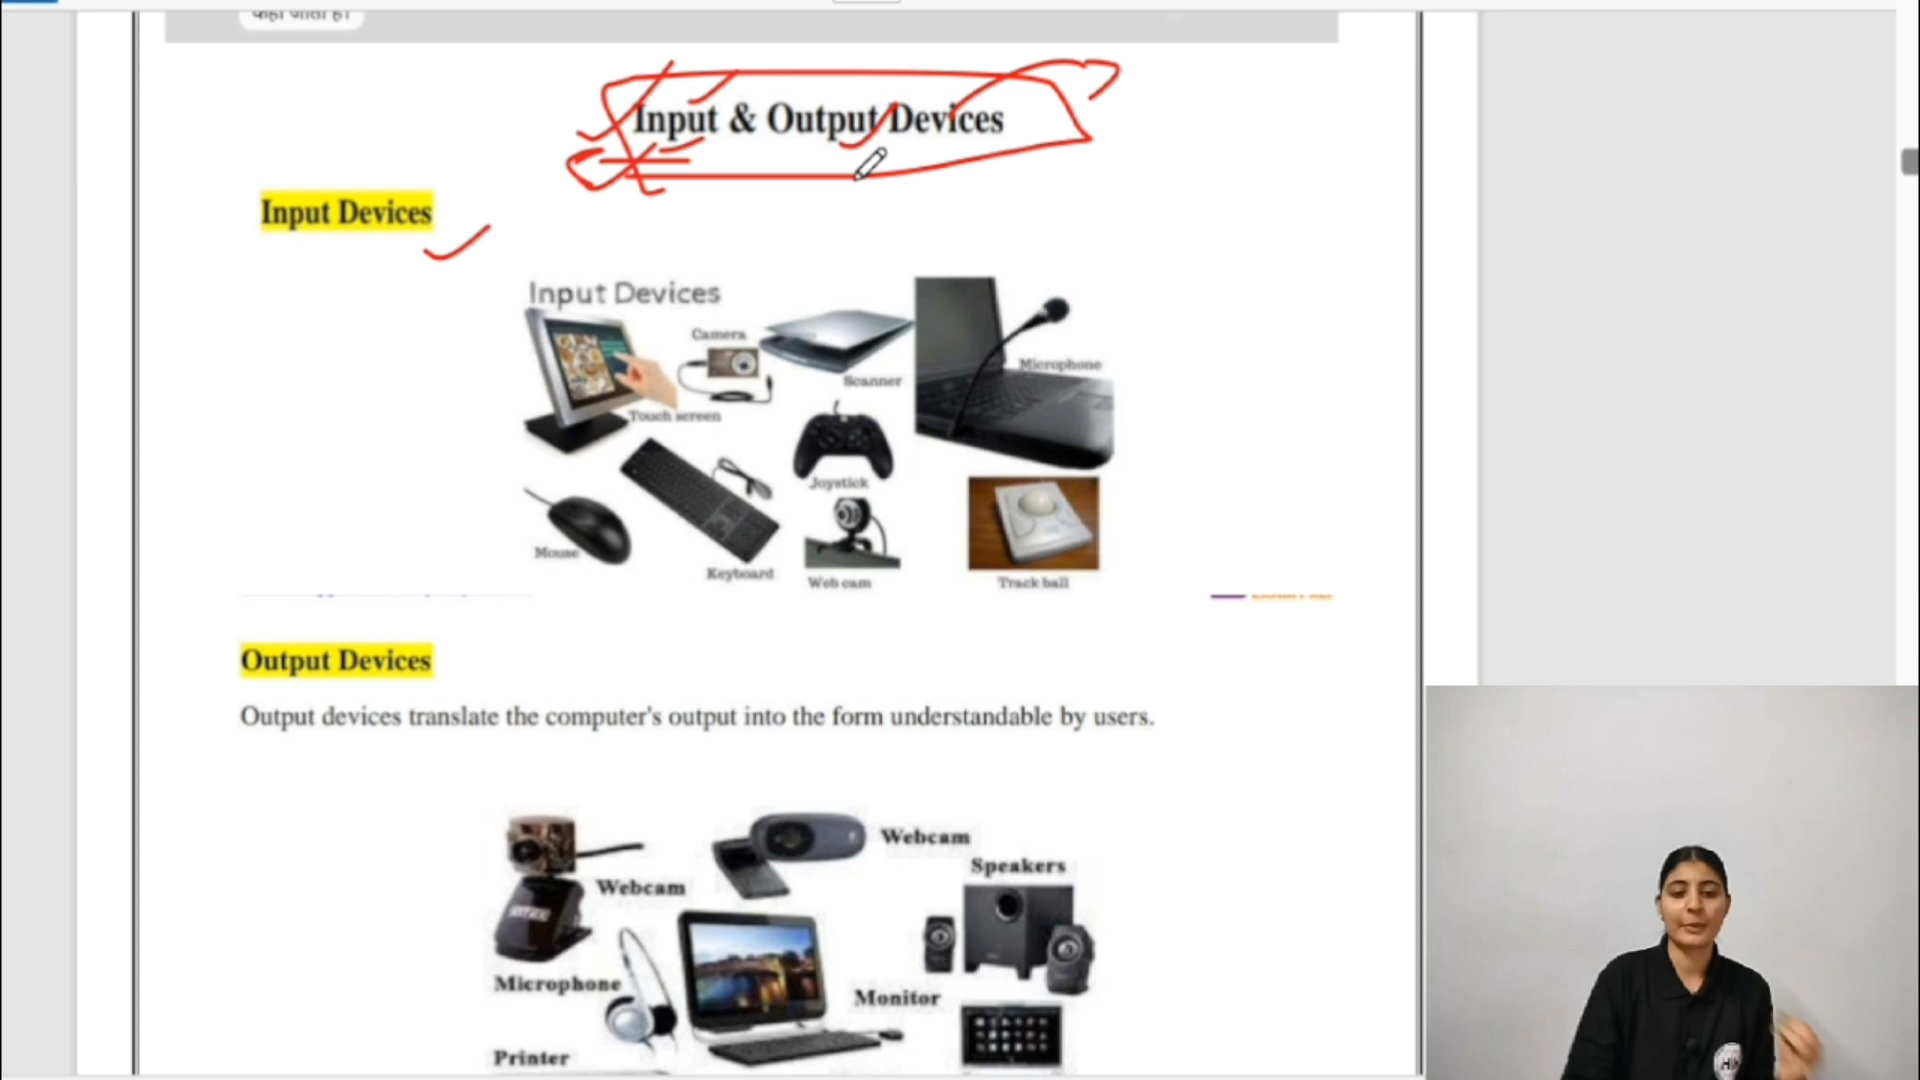 Input & Output Devices
Input Devices
Input Devices
Camera
Scanner
Microphone
Touch screen
Joystick
Mouse
Keyboard
Web cam
Track ball
Output Devices
Output devices translate the computer's output into the form understandable by users.
Webcam
Speakers
Webcam
Microphone
Monitor
Printer